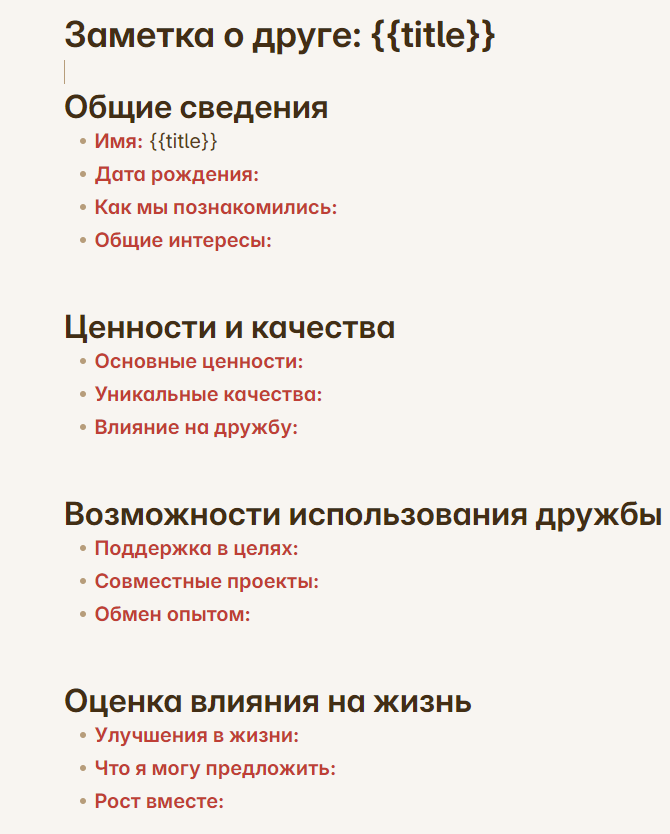 Заметка о друге: {{title}}
Общие сведения
• Имя: {{title}}
• Дата рождения:
• Как мы познакомились:
• Общие интересы:
Ценности и качества
• Основные ценности:
• Уникальные качества:
• Влияние на дружбу:
Возможности использования дружбы
• Поддержка в целях:
• Совместные проекты:
• Обмен опытом:
Оценка влияния на жизнь
• Улучшения в жизни:
• Что я могу предложить:
• Рост вместе: